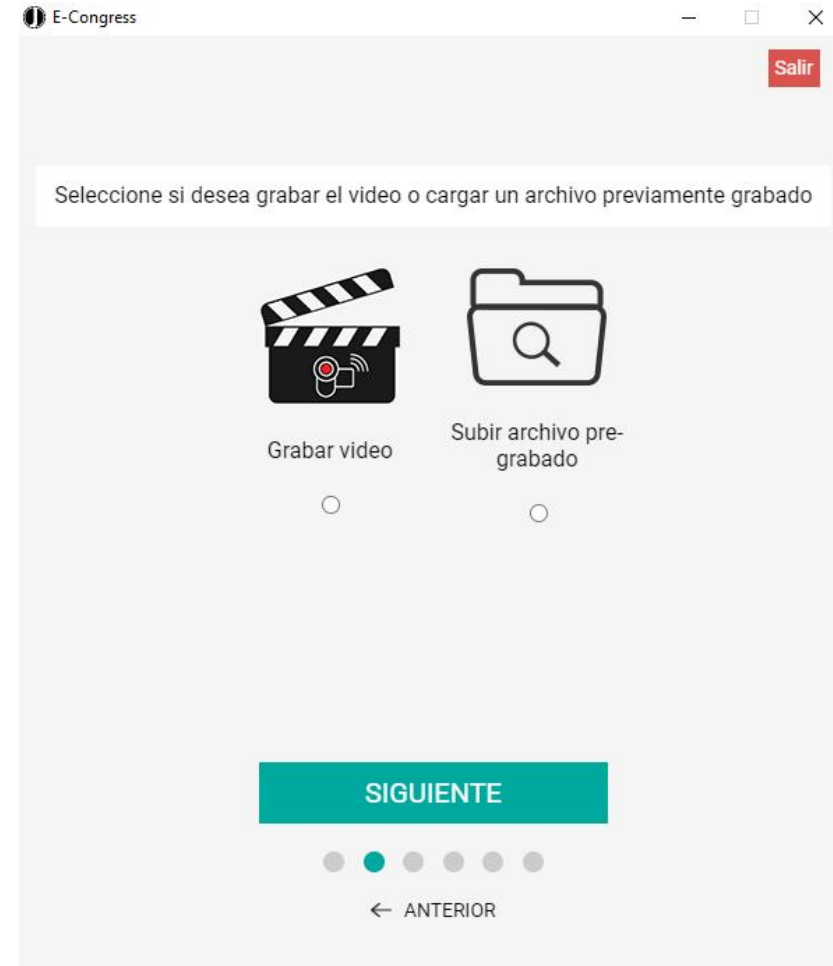 E-Congress
Salir
Seleccione si desea grabar el video o cargar un archivo previamente grabado
Grabar video
Subir archivo pre-
grabado
SIGUIENTE
ANTERIOR